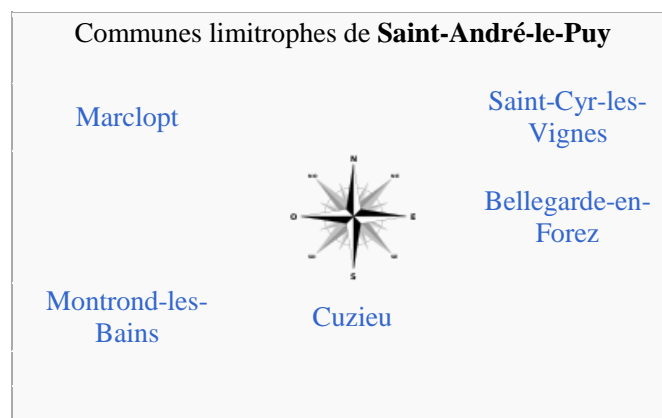 Communes limitrophes de Saint-André-le-Puy
Marclopt
Saint-Cyr-les-
Vignes
N
O
E
S
Bellegarde-en-
Forez
Montrond-les-
Bains
Cuzieu